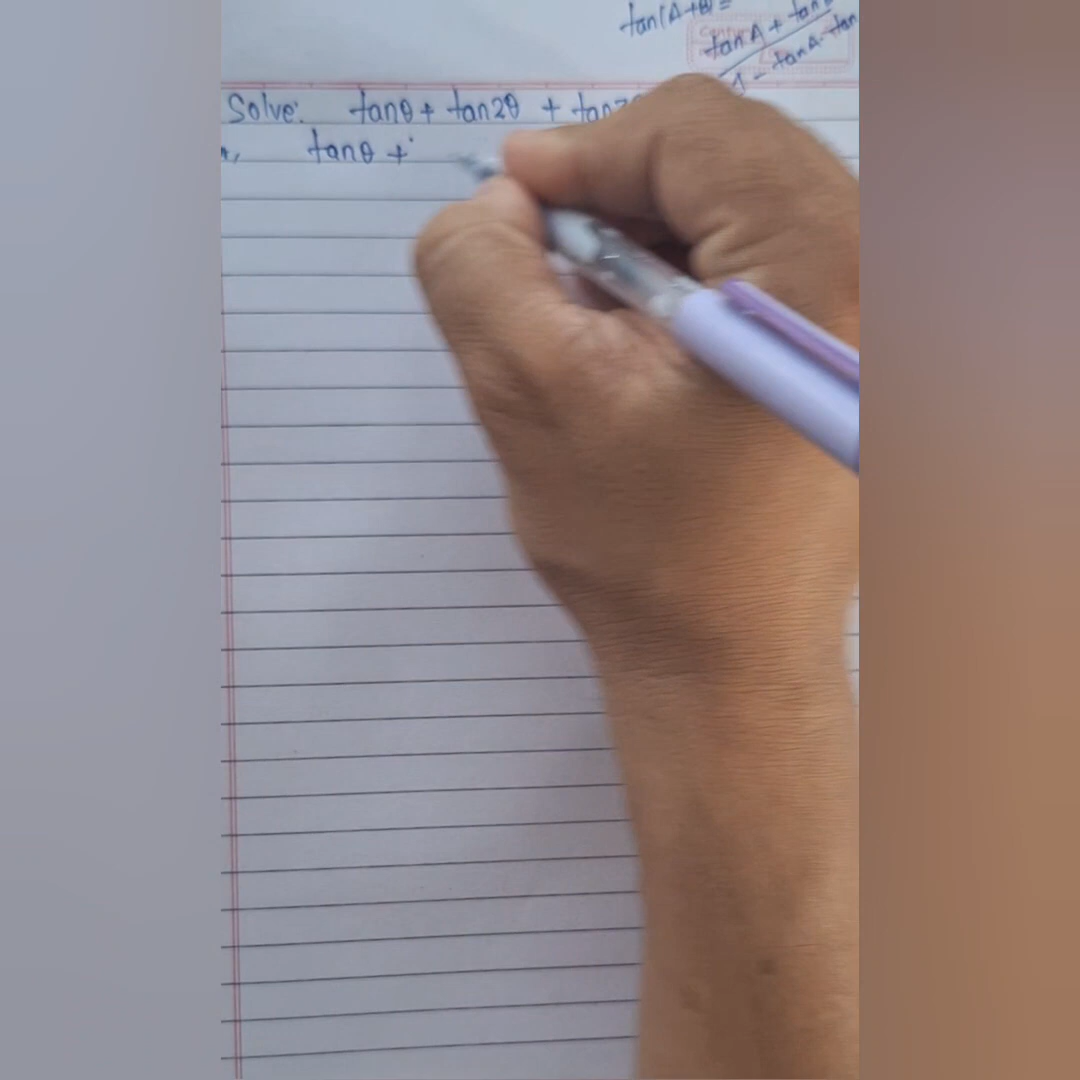 tan(A+B) =
tanA + tan
1 - tanA. tan
Solve: tanθ + tan2θ + tan
tanθ +